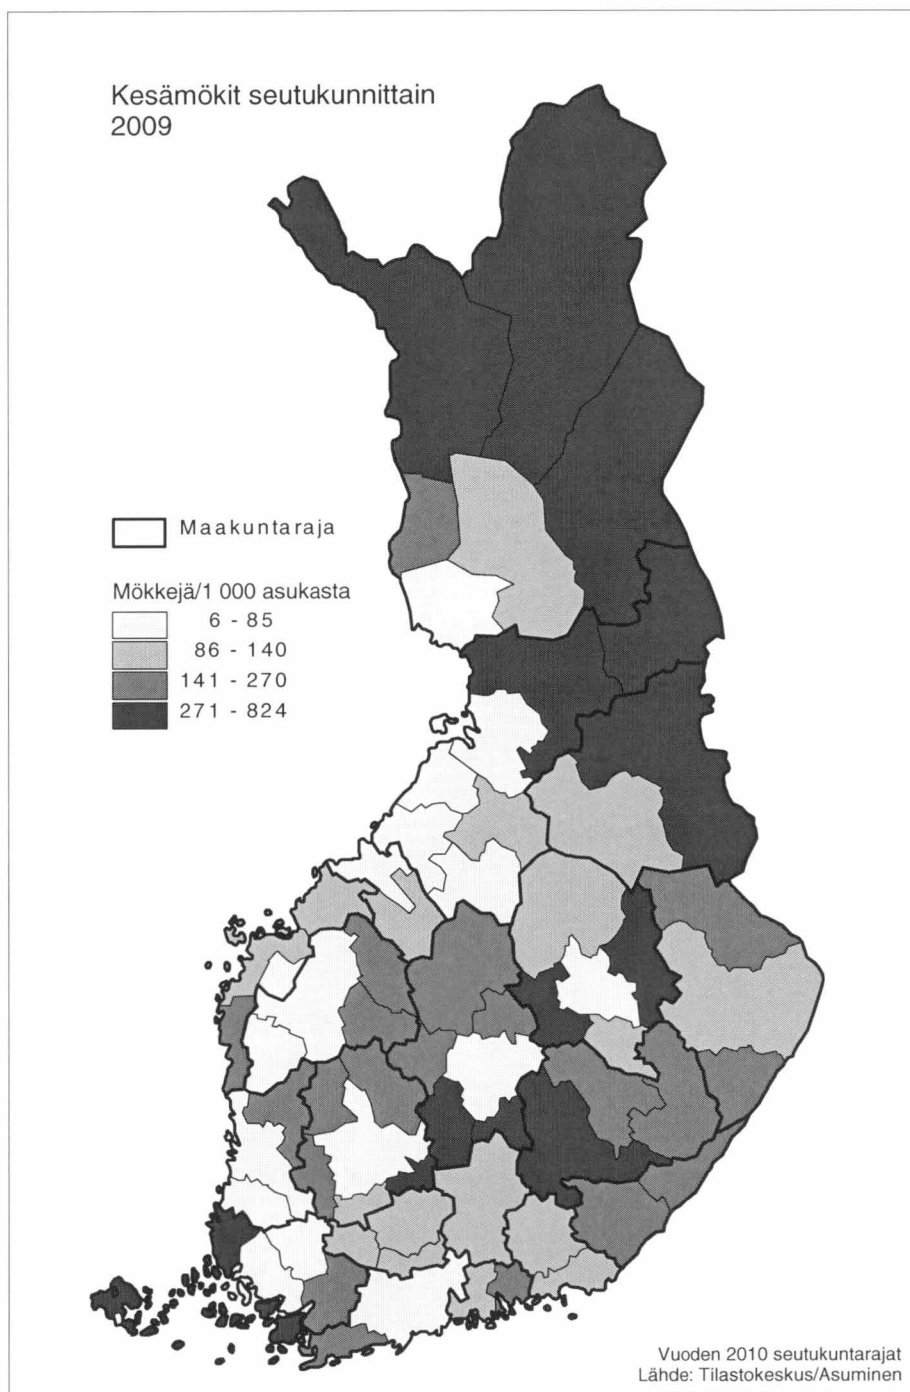 Kesämökit seutukunnittain
2009
Maakuntaraja
Mökkejä/1 000 asukasta
6 - 85
86 - 140
141 - 270
271 - 824
Vuoden 2010 seutukuntarajat
Lähde: Tilastokeskus/Asuminen